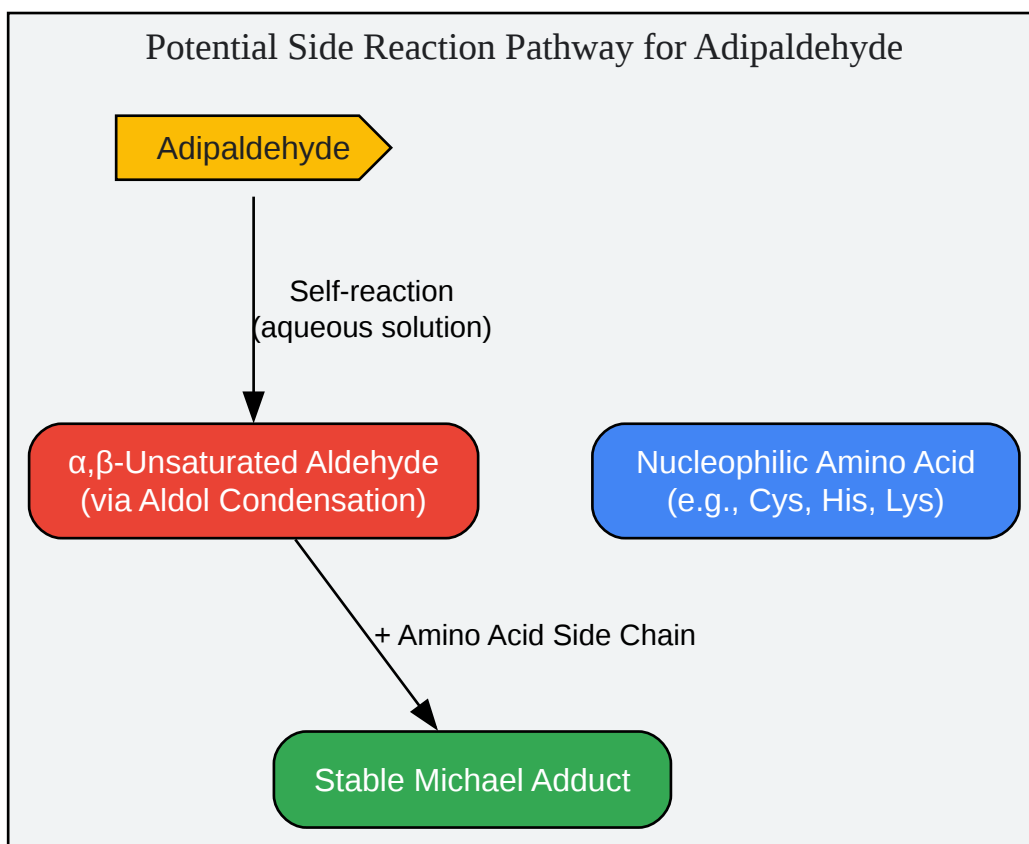 Potential Side Reaction Pathway for Adipaldehyde
Adipaldehyde
Self-reaction
(aqueous solution)
α,β-Unsaturated Aldehyde
(via Aldol Condensation)
Nucleophilic Amino Acid
(e.g., Cys, His, Lys)
+ Amino Acid Side Chain
Stable Michael Adduct